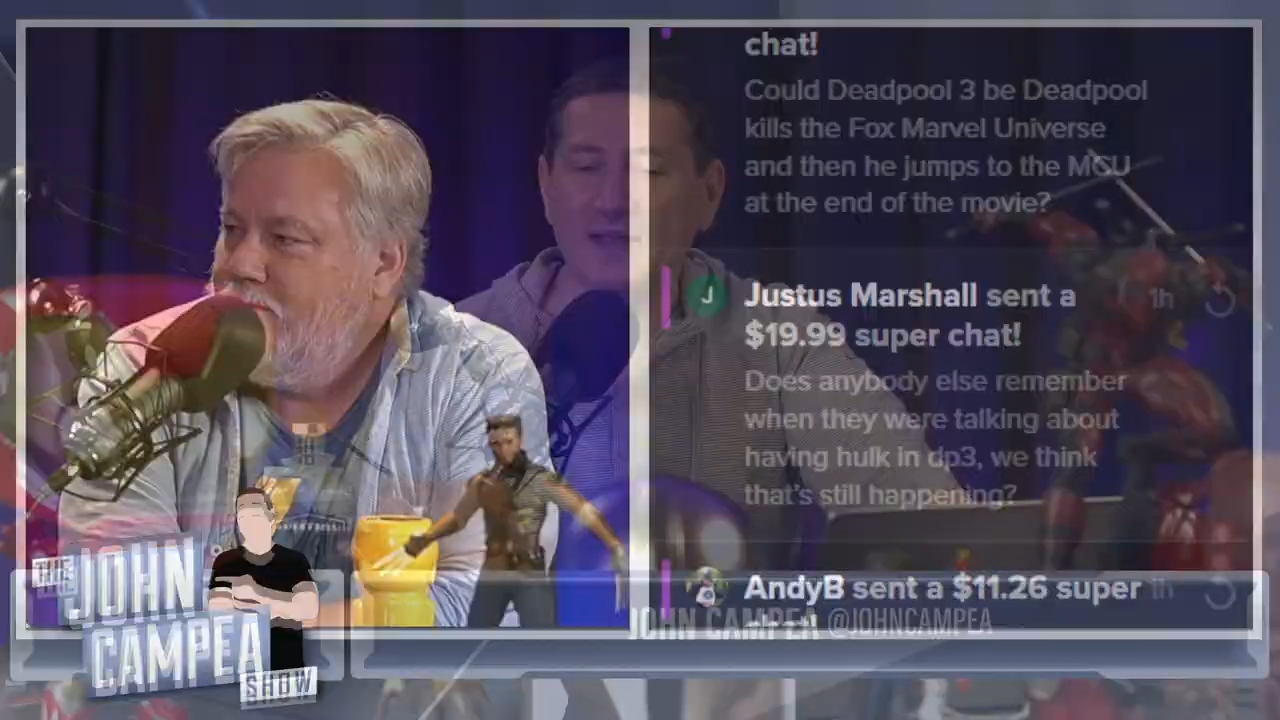 chat!
Could Deadpool 3 be Deadpool
kills the Fox Marvel Universe
and then he jumps to the MCU
at the end of the movie?
J
Justus Marshall sent a
1h
$19.99 super chat!
Does anybody else remember
when they were talking about
having hulk in dp3, we think
that's still happening?
AndyB sent a $11.26 super
1h
JOHN CAMPEA @JOHNCAMPEA
THE
JOHN
CAMPEA
SHOW